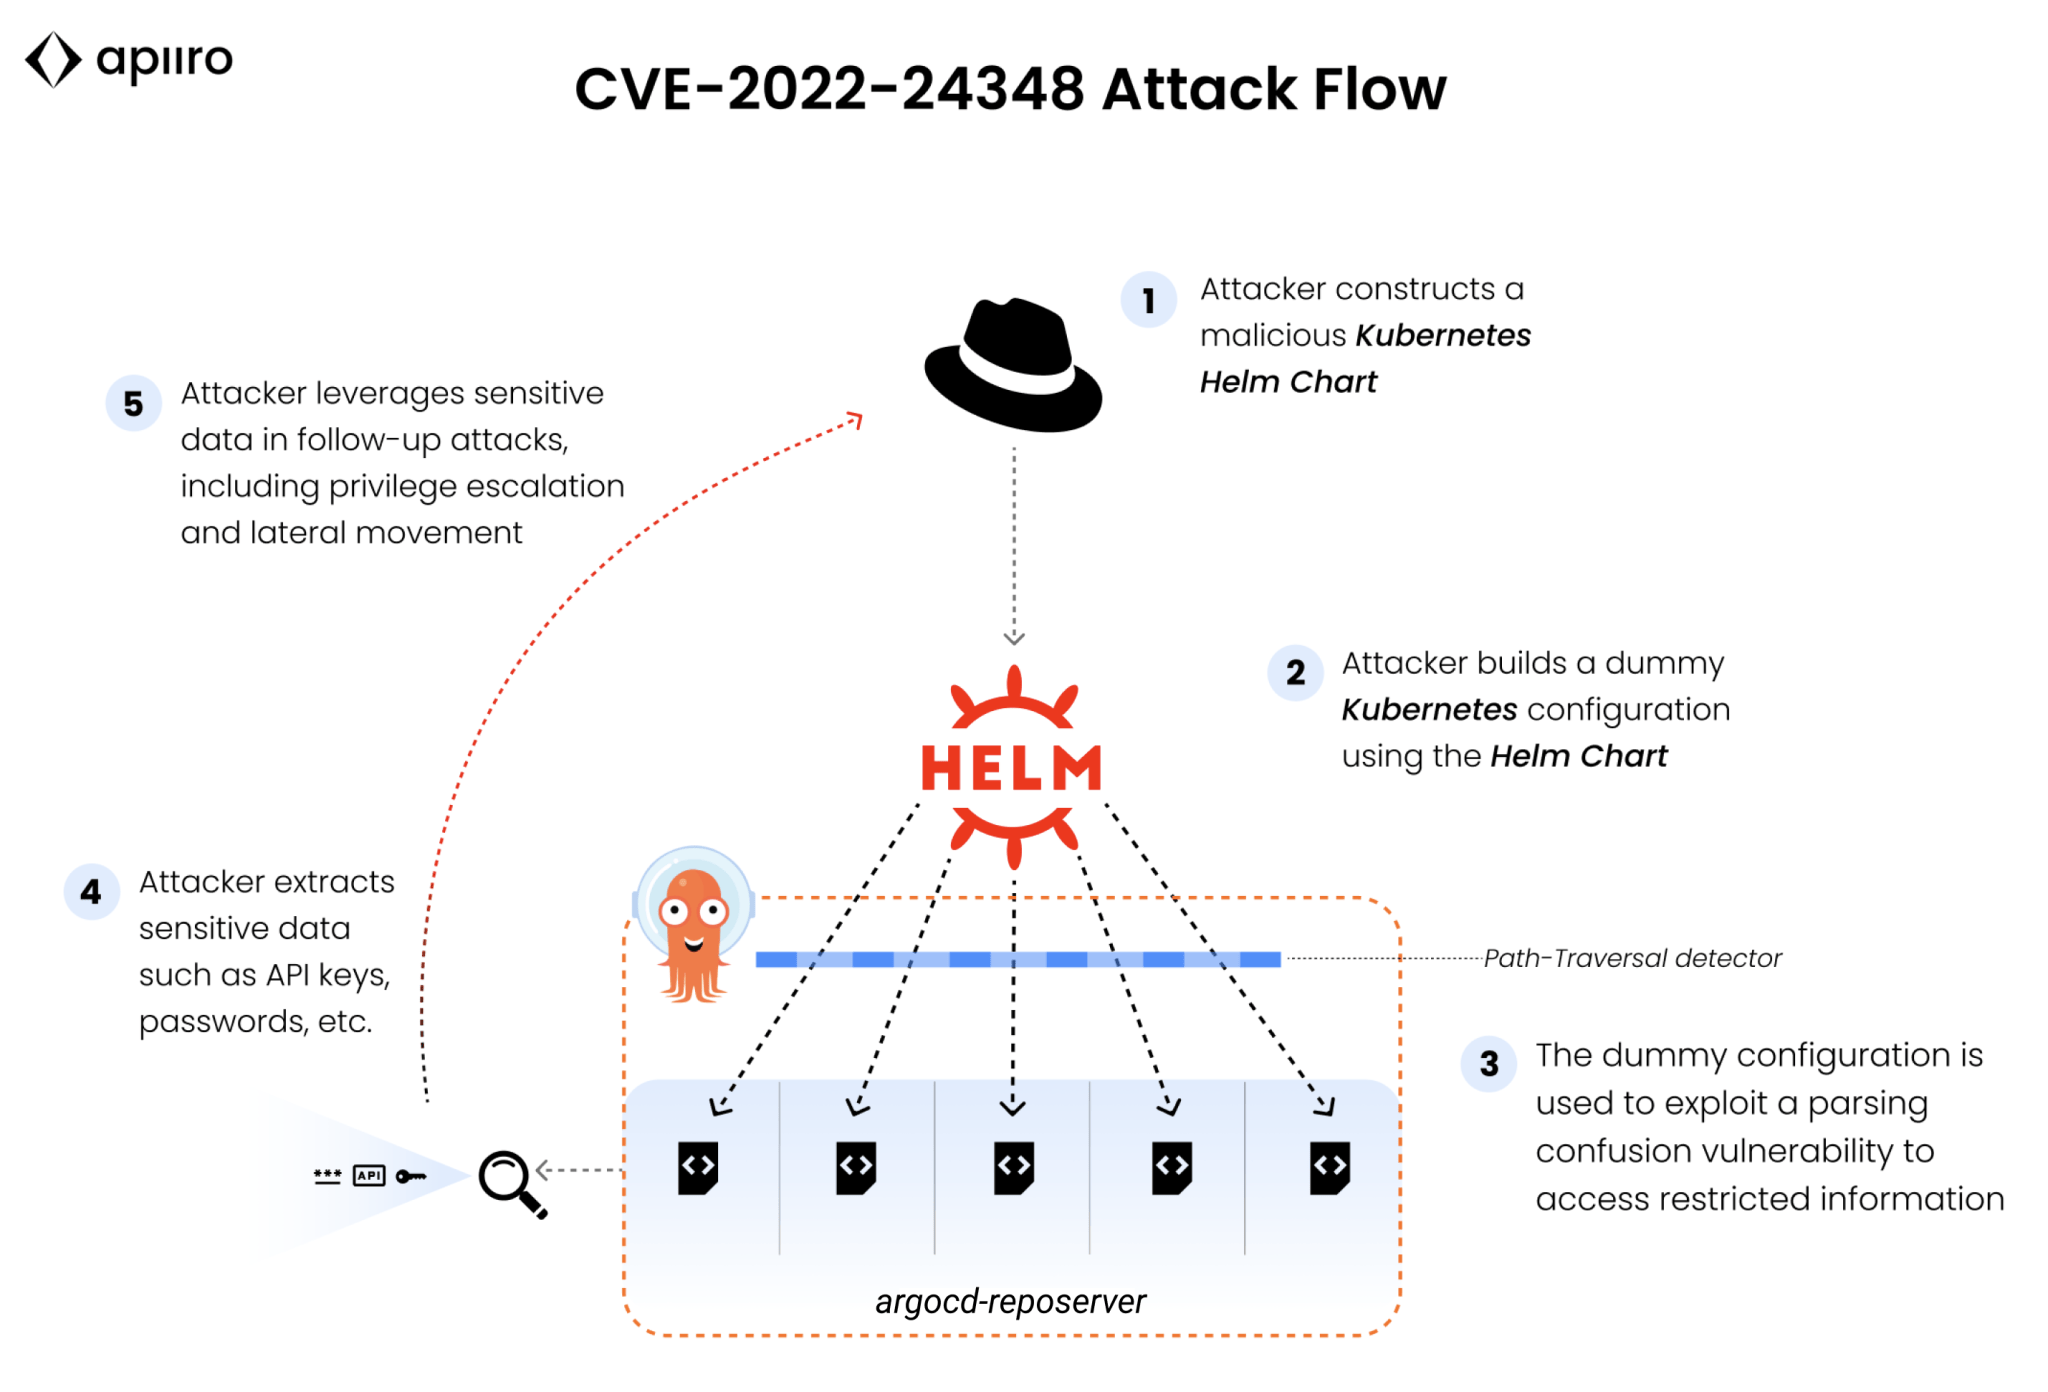 apiiro
CVE-2022-24348 Attack Flow
1
Attacker constructs a
malicious Kubernetes
Helm Chart
5
Attacker leverages sensitive
data in follow-up attacks,
including privilege escalation
and lateral movement
2
Attacker builds a dummy
Kubernetes configuration
using the Helm Chart
HELM
4
Attacker extracts
sensitive data
such as API keys,
passwords, etc.
Path-Traversal detector
3
The dummy configuration is
used to exploit a parsing
confusion vulnerability to
access restricted information
*** API
argocd-reposerver